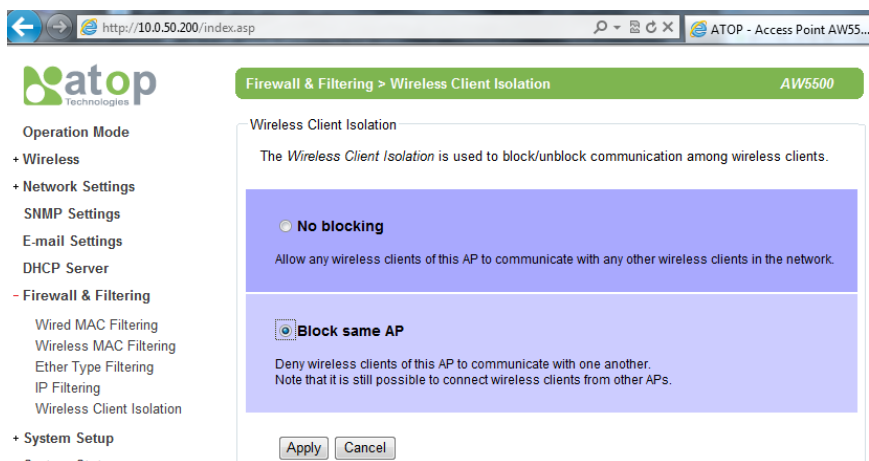 http://10.0.50.200/index.asp
ATOP - Access Point AW55...
atop
Technologies
Firewall & Filtering > Wireless Client Isolation
AW5500
Operation Mode
+ Wireless
+ Network Settings
SNMP Settings
E-mail Settings
DHCP Server
- Firewall & Filtering
Wired MAC Filtering
Wireless MAC Filtering
Ether Type Filtering
IP Filtering
Wireless Client Isolation
+ System Setup
Wireless Client Isolation
The Wireless Client Isolation is used to block/unblock communication among wireless clients.
No blocking
Allow any wireless clients of this AP to communicate with any other wireless clients in the network.
Block same AP
Deny wireless clients of this AP to communicate with one another.
Note that it is still possible to connect wireless clients from other APs.
Apply
Cancel